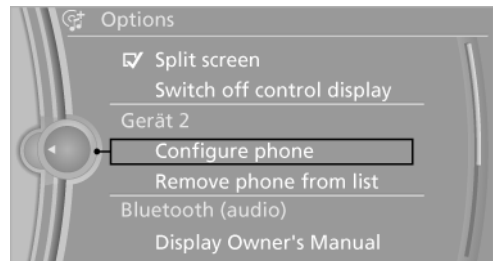 Options
Split screen
Switch off control display
Gerät 2
Configure phone
Remove phone from list
Bluetooth (audio)
Display Owner's Manual